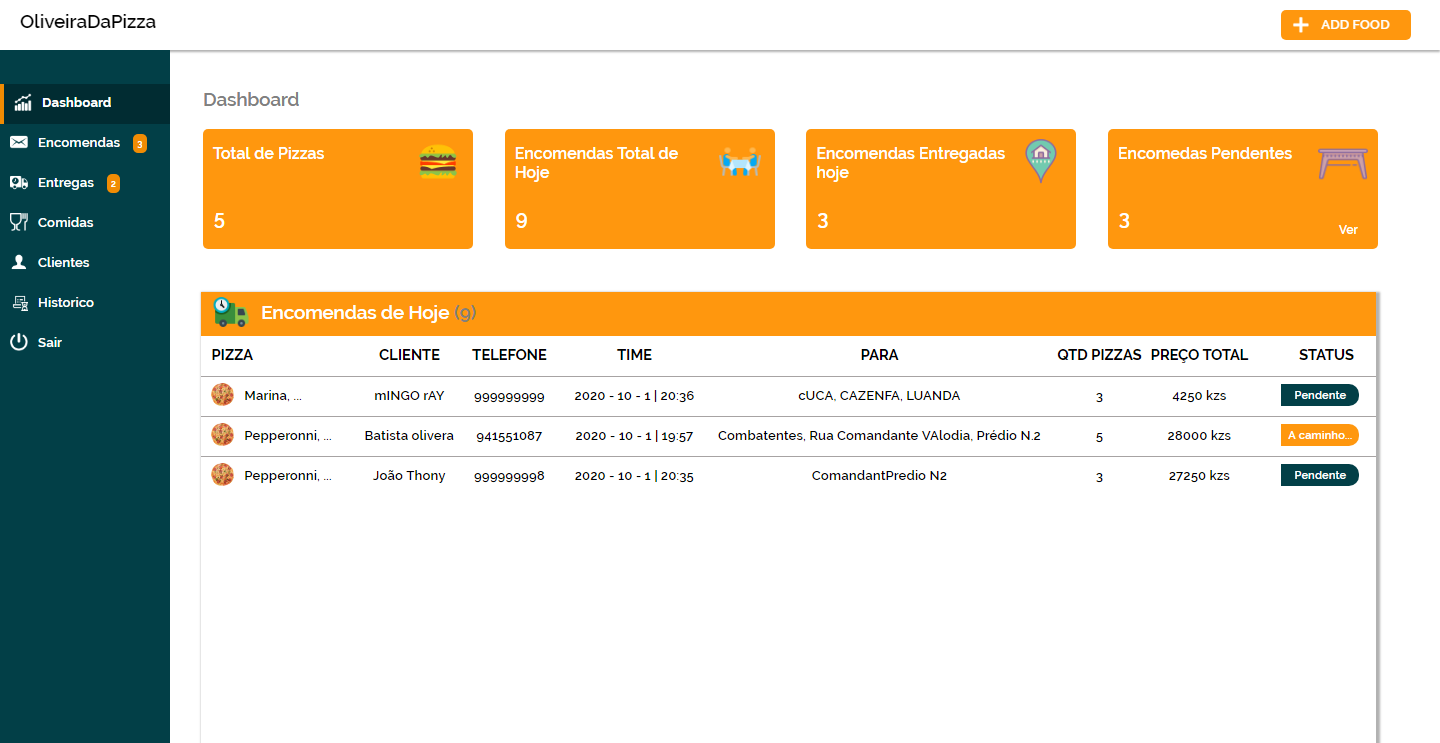 OliveiraDaPizza
ADD FOOD
Dashboard
Encomendas 3
Entregas 2
Comidas
Clientes
Historico
Sair
Dashboard
Total de Pizzas
5
Encomendas Total de
Hoje
9
Encomendas Entregadas
hoje
3
Encomedas Pendentes
3
Ver
Encomendas de Hoje (9)
PIZZA CLIENTE TELEFONE TIME PARA QTD PIZZAS PREÇO TOTAL STATUS
Marina, ... mINGO rAY 999999999 2020 - 10 - 1 | 20:36 cUCA, CAZENFA, LUANDA 3 4250 kzs Pendente
Pepperonni, ... Batista olivera 941551087 2020 - 10 - 1 | 19:57 Combatentes, Rua Comandante VAlodia, Prédio N.2 5 28000 kzs A caminho...
Pepperonni, ... João Thony 999999998 2020 - 10 - 1 | 20:35 ComandantPredio N2 3 27250 kzs Pendente